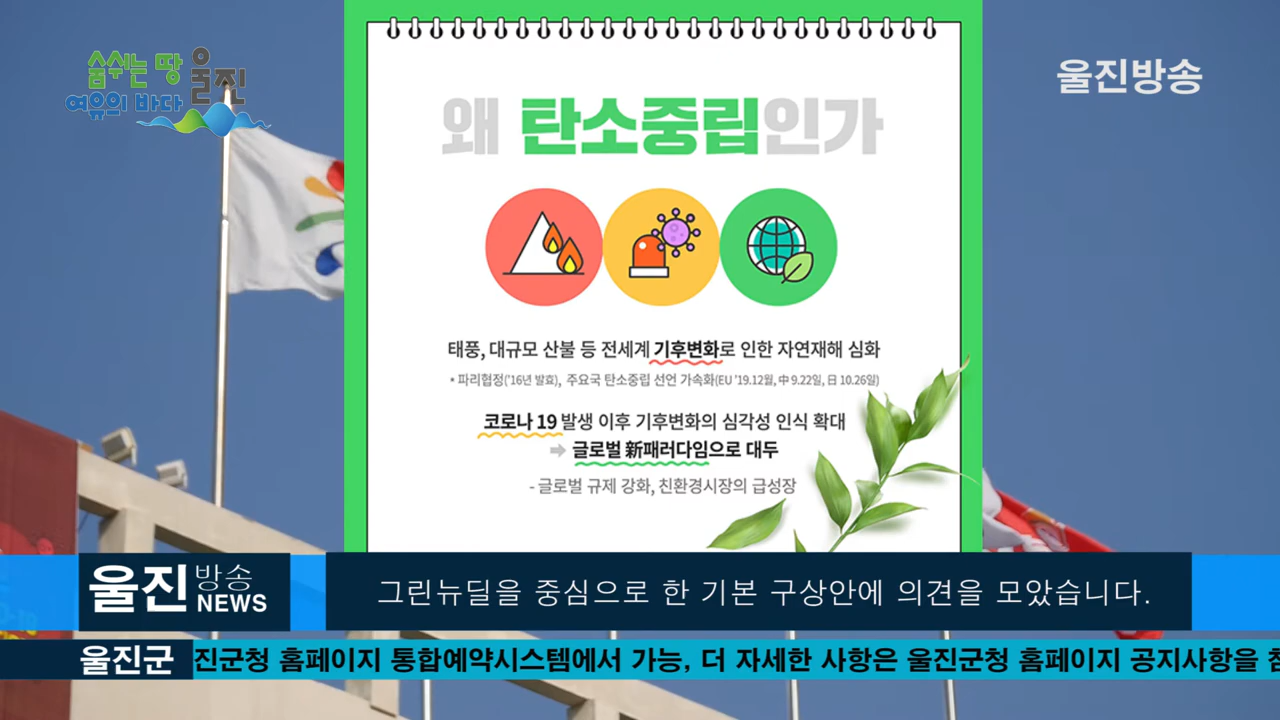 숨쉬는 땅
여유의 바다
울진
울진방송
왜 탄소중립인가
태풍, 대규모 산불 등 전세계 기후변화로 인한 자연재해 심화
• 파리협정('16년 발효), 주요국 탄소중립 선언 가속화(EU '19.12월, 中 9.22일, 日 10.26일)
코로나 19 발생 이후 기후변화의 심각성 인식 확대
➡ 글로벌 新패러다임으로 대두
- 글로벌 규제 강화, 친환경시장의 급성장
울진 방송 NEWS
그린뉴딜을 중심으로 한 기본 구상안에 의견을 모았습니다.
울진군
진군청 홈페이지 통합예약시스템에서 가능, 더 자세한 사항은 울진군청 홈페이지 공지사항을 참